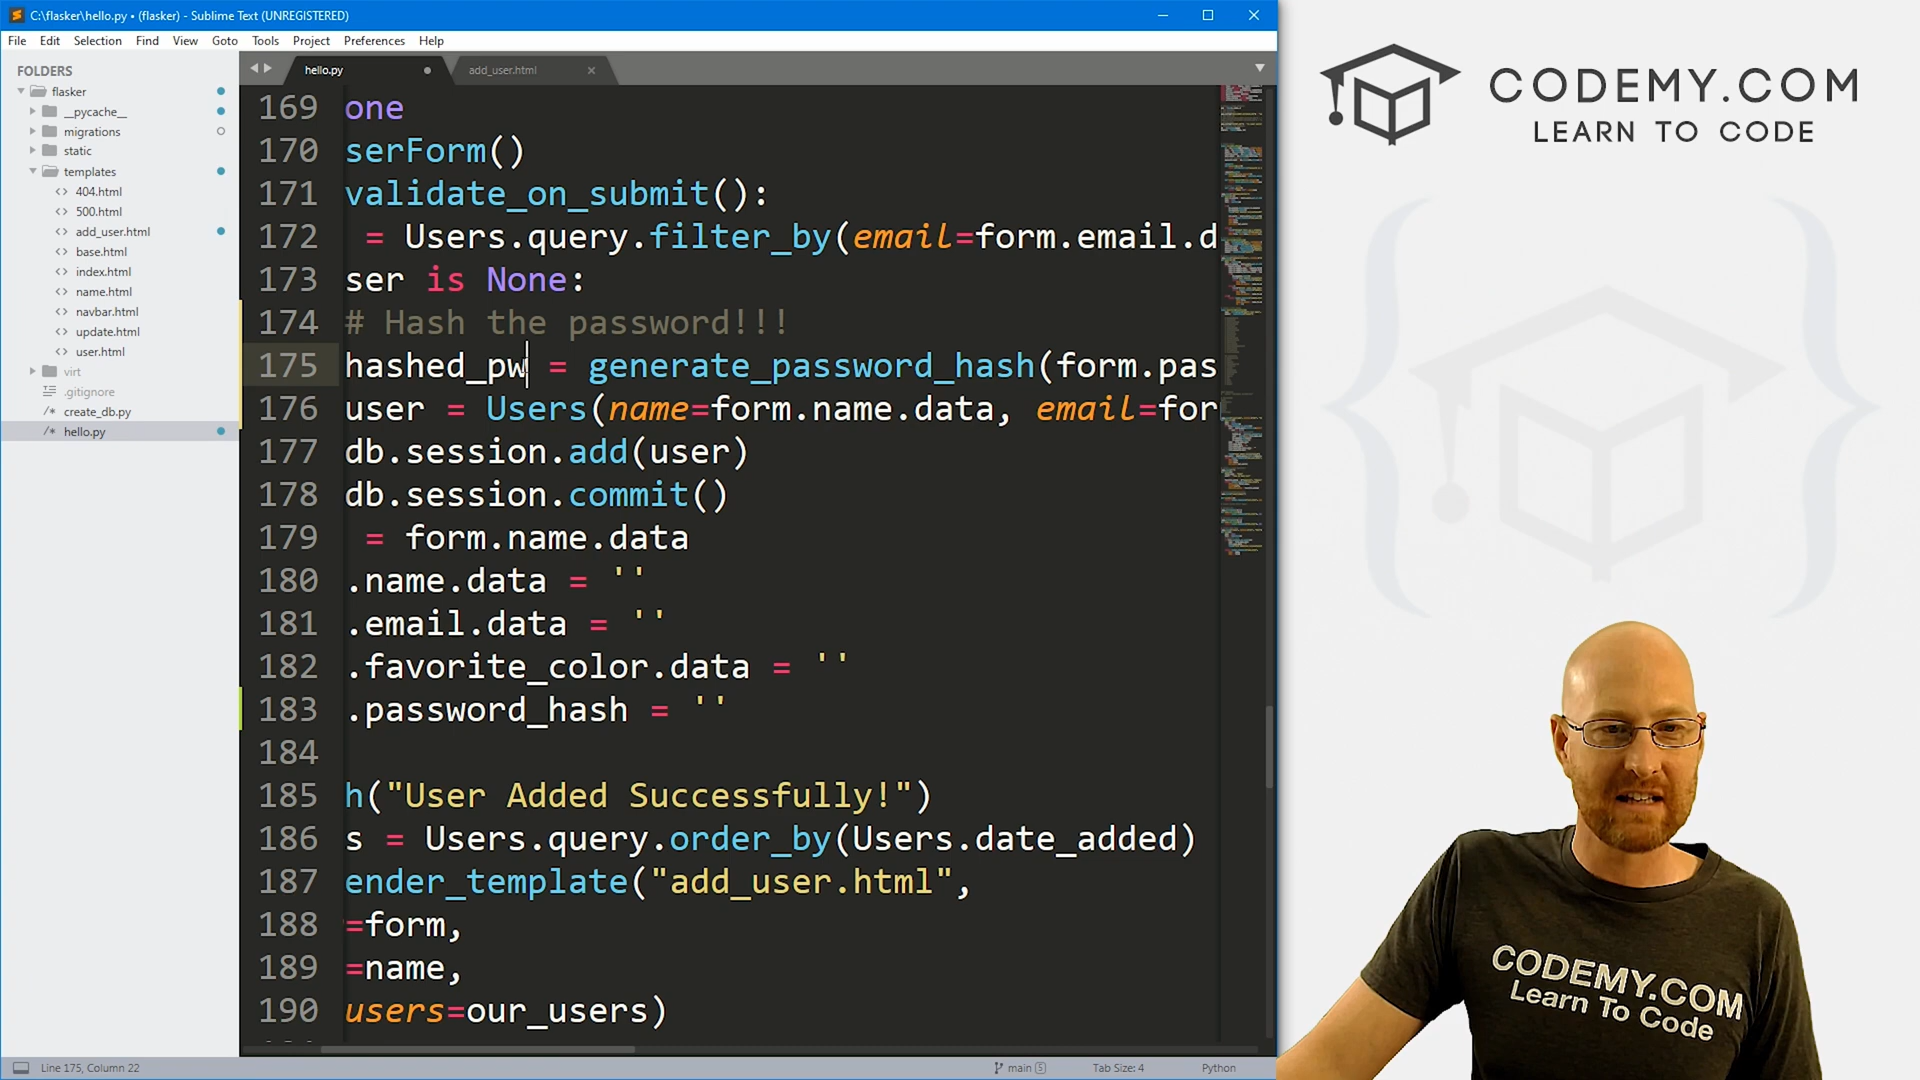 C:\flasker\hello.py • (flasker) - Sublime Text (UNREGISTERED)
File Edit Selection Find View Goto Tools Project Preferences Help
FOLDERS
flasker
__pycache__
migrations
static
templates
404.html
500.html
add_user.html
base.html
index.html
name.html
navbar.html
update.html
user.html
virt
.gitignore
create_db.py
hello.py
hello.py
add_user.html
169 one
170 serForm()
171 validate_on_submit():
172 = Users.query.filter_by(email=form.email.d
173 ser is None:
174 # Hash the password!!!
175 hashed_pw = generate_password_hash(form.pas
176 user = Users(name=form.name.data, email=for
177 db.session.add(user)
178 db.session.commit()
179 = form.name.data
180 .name.data = ''
181 .email.data = ''
182 .favorite_color.data = ''
183 .password_hash = ''
184
185 h("User Added Successfully!")
186 s = Users.query.order_by(Users.date_added)
187 ender_template("add_user.html",
188 =form,
189 =name,
190 users=our_users)
Line 175, Column 22
main 5
Tab Size: 4
Python
CODEMY.COM
LEARN TO CODE
CODEMY.COM
Learn To Code